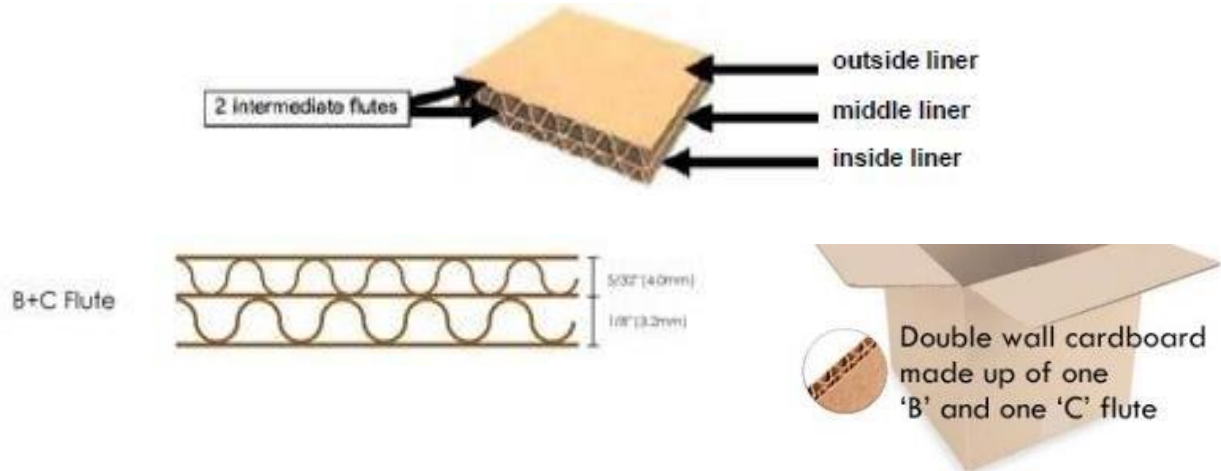 outside liner
2 intermediate flutes
middle liner
inside liner
B+C Flute
5/32" (4.0mm)
1/8" (3.2mm)
Double wall cardboard
made up of one
‘B’ and one ‘C’ flute